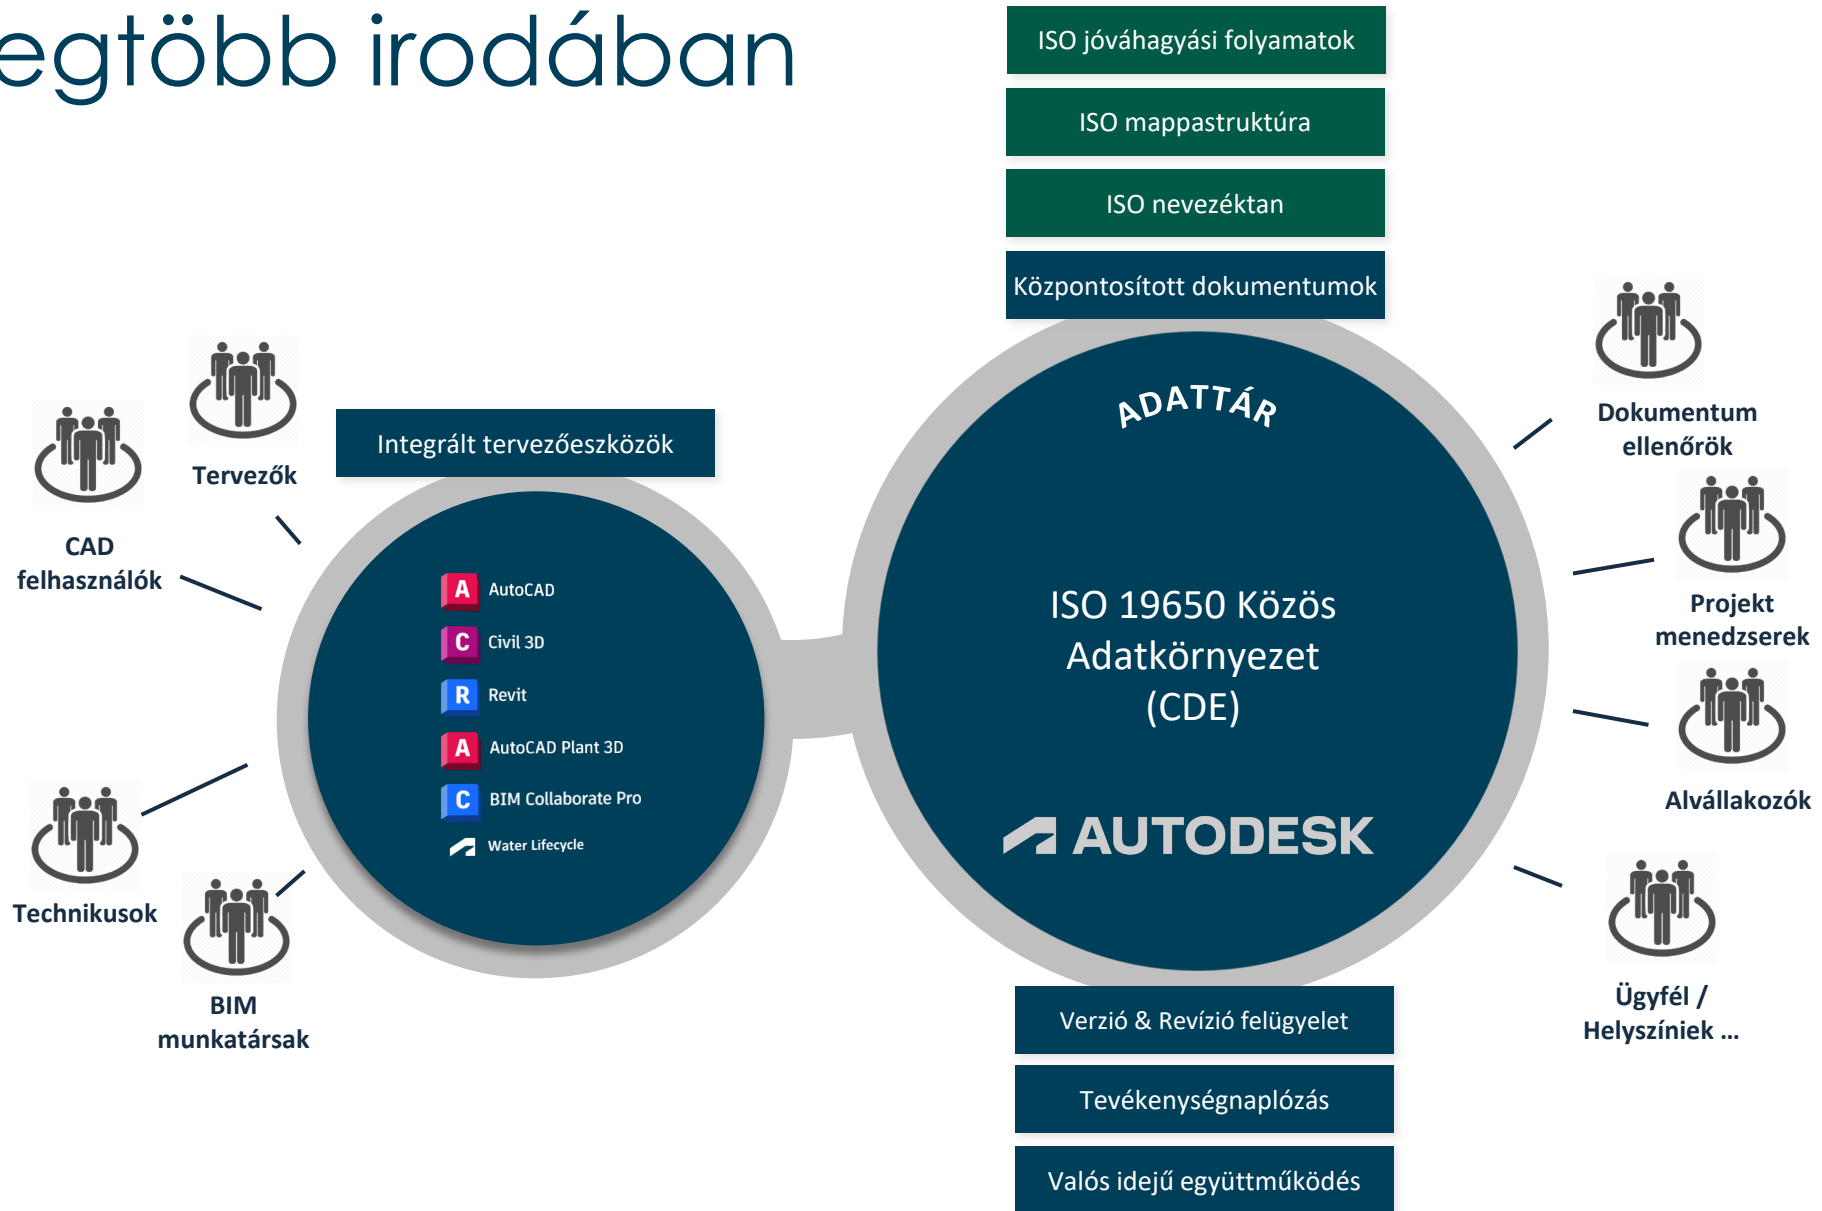 egtöbb irodában
ISO jóváhagyási folyamatok
ISO mappastruktúra
ISO nevezéktan
Központosított dokumentumok
Integrált tervezőeszközök
Tervezők
CAD
felhasználók
Technikusok
BIM
munkatársak
A AutoCAD
C Civil 3D
R Revit
A AutoCAD Plant 3D
C BIM Collaborate Pro
Water Lifecycle
ADATTÁR
ISO 19650 Közös
Adatkörnyezet
(CDE)
AUTODESK
Dokumentum
ellenőrök
Projekt
menedzserek
Alvállakozók
Ügyfél /
Helyszíniek ...
Verzió & Revízió felügyelet
Tevékenységnaplózás
Valós idejű együttműködés